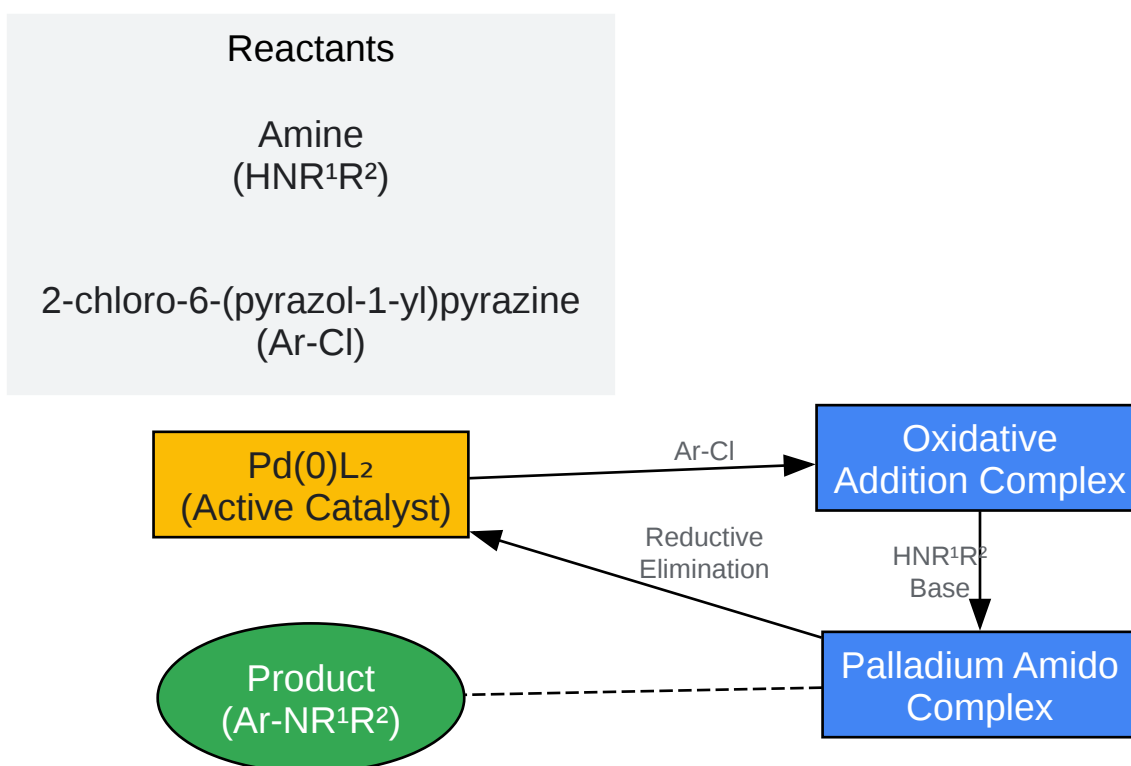 Reactants
Amine
(HNR¹R²)
2-chloro-6-(pyrazol-1-yl)pyrazine
(Ar-Cl)
Pd(0)L₂
(Active Catalyst)
Ar-Cl
Oxidative
Addition Complex
Reductive
Elimination
HNR¹R²
Base
Product
(Ar-NR¹R²)
Palladium Amido
Complex